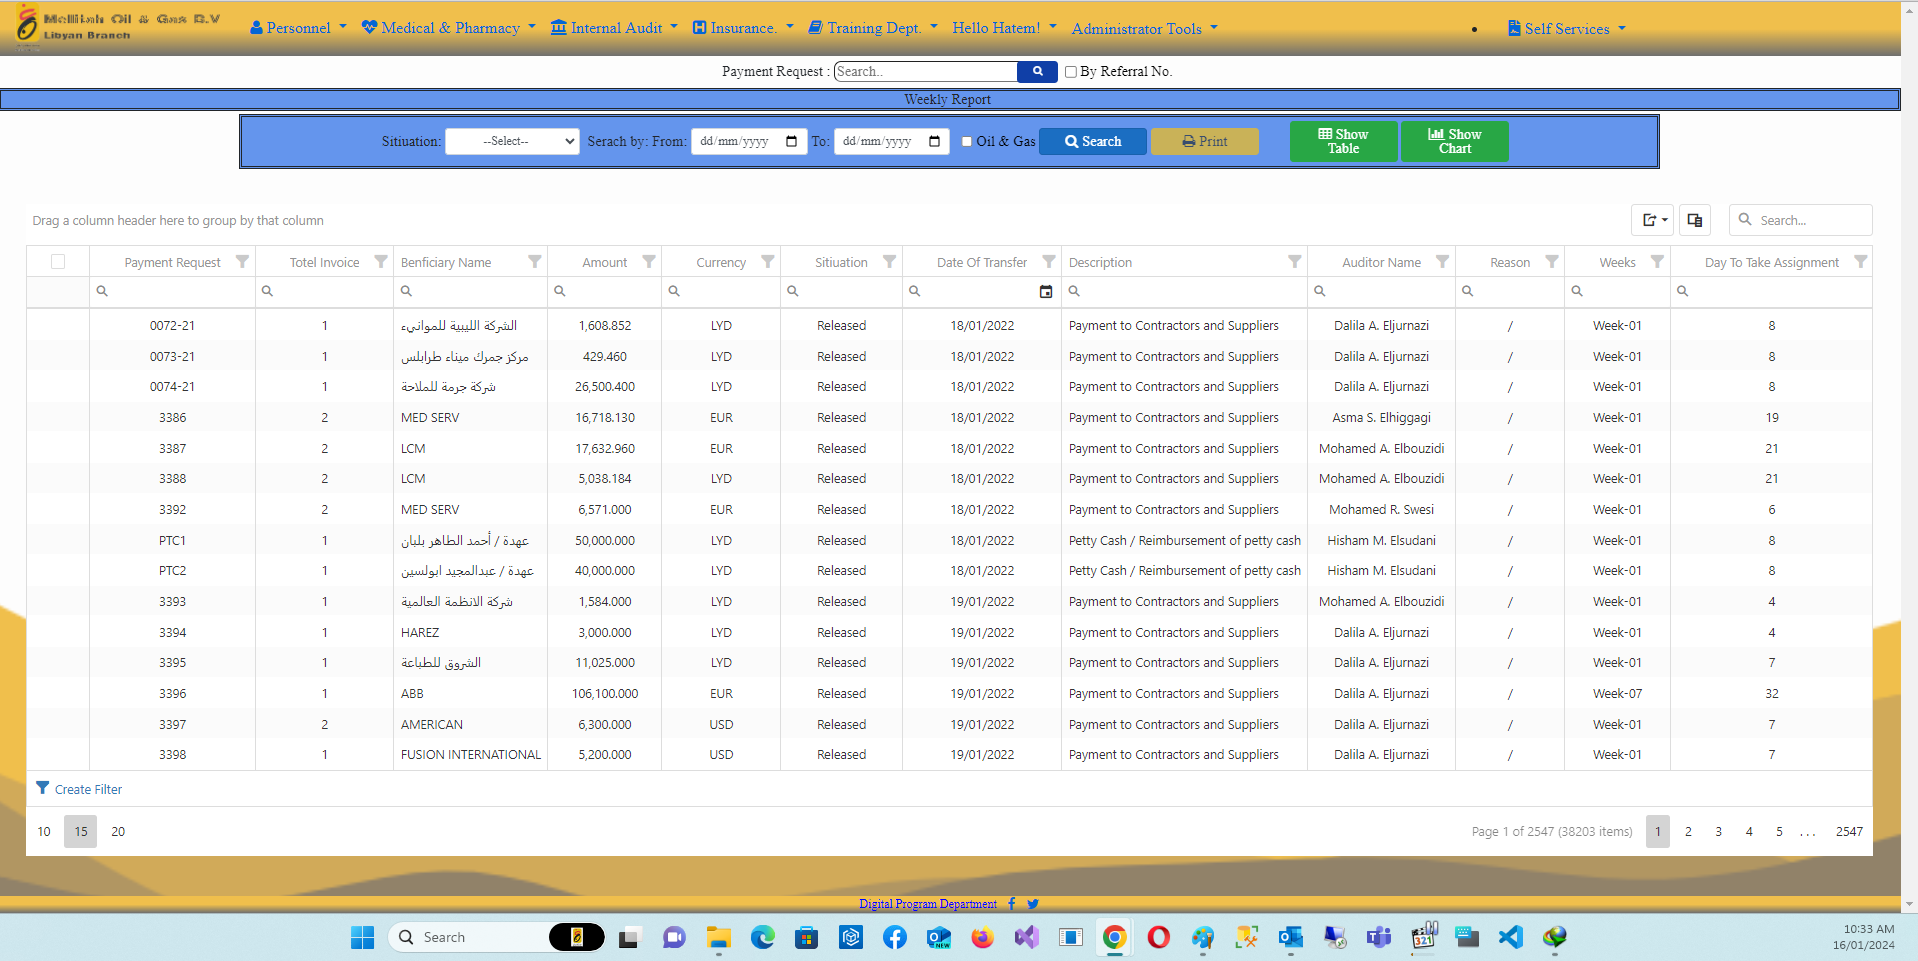 Mellitah Oil & Gas B.V
Libyan Branch
Personnel
Medical & Pharmacy
Internal Audit
Insurance.
Training Dept.
Hello Hatem!
Administrator Tools
Self Services
Payment Request : Search.. By Referral No.
Weekly Report
Sitiuation: --Select-- Serach by: From: dd/mm/yyyy To: dd/mm/yyyy Oil & Gas Search Print Show Table Show Chart
Drag a column header here to group by that column Search...
Payment Request Totel Invoice Benficiary Name Amount Currency Sitiuation Date Of Transfer Description Auditor Name Reason Weeks Day To Take Assignment
0072-21 1 الشركة الليبية للموانيء 1,608.852 LYD Released 18/01/2022 Payment to Contractors and Suppliers Dalila A. Eljurnazi / Week-01 8
0073-21 1 مركز جمرك ميناء طرابلس 429.460 LYD Released 18/01/2022 Payment to Contractors and Suppliers Dalila A. Eljurnazi / Week-01 8
0074-21 1 شركة جرمة للملاحة 26,500.400 LYD Released 18/01/2022 Payment to Contractors and Suppliers Dalila A. Eljurnazi / Week-01 8
3386 2 MED SERV 16,718.130 EUR Released 18/01/2022 Payment to Contractors and Suppliers Asma S. Elhiggagi / Week-01 19
3387 2 LCM 17,632.960 EUR Released 18/01/2022 Payment to Contractors and Suppliers Mohamed A. Elbouzidi / Week-01 21
3388 2 LCM 5,038.184 LYD Released 18/01/2022 Payment to Contractors and Suppliers Mohamed A. Elbouzidi / Week-01 21
3392 2 MED SERV 6,571.000 EUR Released 18/01/2022 Payment to Contractors and Suppliers Mohamed R. Swesi / Week-01 6
PTC1 1 عهدة / أحمد الطاهر بلبان 50,000.000 LYD Released 18/01/2022 Petty Cash / Reimbursement of petty cash Hisham M. Elsudani / Week-01 8
PTC2 1 عهدة / عبدالمجيد ابولسين 40,000.000 LYD Released 18/01/2022 Petty Cash / Reimbursement of petty cash Hisham M. Elsudani / Week-01 8
3393 1 شركة الانظمة العالمية 1,584.000 LYD Released 19/01/2022 Payment to Contractors and Suppliers Mohamed A. Elbouzidi / Week-01 4
3394 1 HAREZ 3,000.000 LYD Released 19/01/2022 Payment to Contractors and Suppliers Dalila A. Eljurnazi / Week-01 4
3395 1 الشروق للطباعة 11,025.000 LYD Released 19/01/2022 Payment to Contractors and Suppliers Dalila A. Eljurnazi / Week-01 7
3396 1 ABB 106,100.000 EUR Released 19/01/2022 Payment to Contractors and Suppliers Dalila A. Eljurnazi / Week-07 32
3397 2 AMERICAN 6,300.000 USD Released 19/01/2022 Payment to Contractors and Suppliers Dalila A. Eljurnazi / Week-01 7
3398 1 FUSION INTERNATIONAL 5,200.000 USD Released 19/01/2022 Payment to Contractors and Suppliers Dalila A. Eljurnazi / Week-01 7
Create Filter
10 15 20 Page 1 of 2547 (38203 items) 1 2 3 4 5 ... 2547
Digital Program Department
Search
10:33 AM
16/01/2024